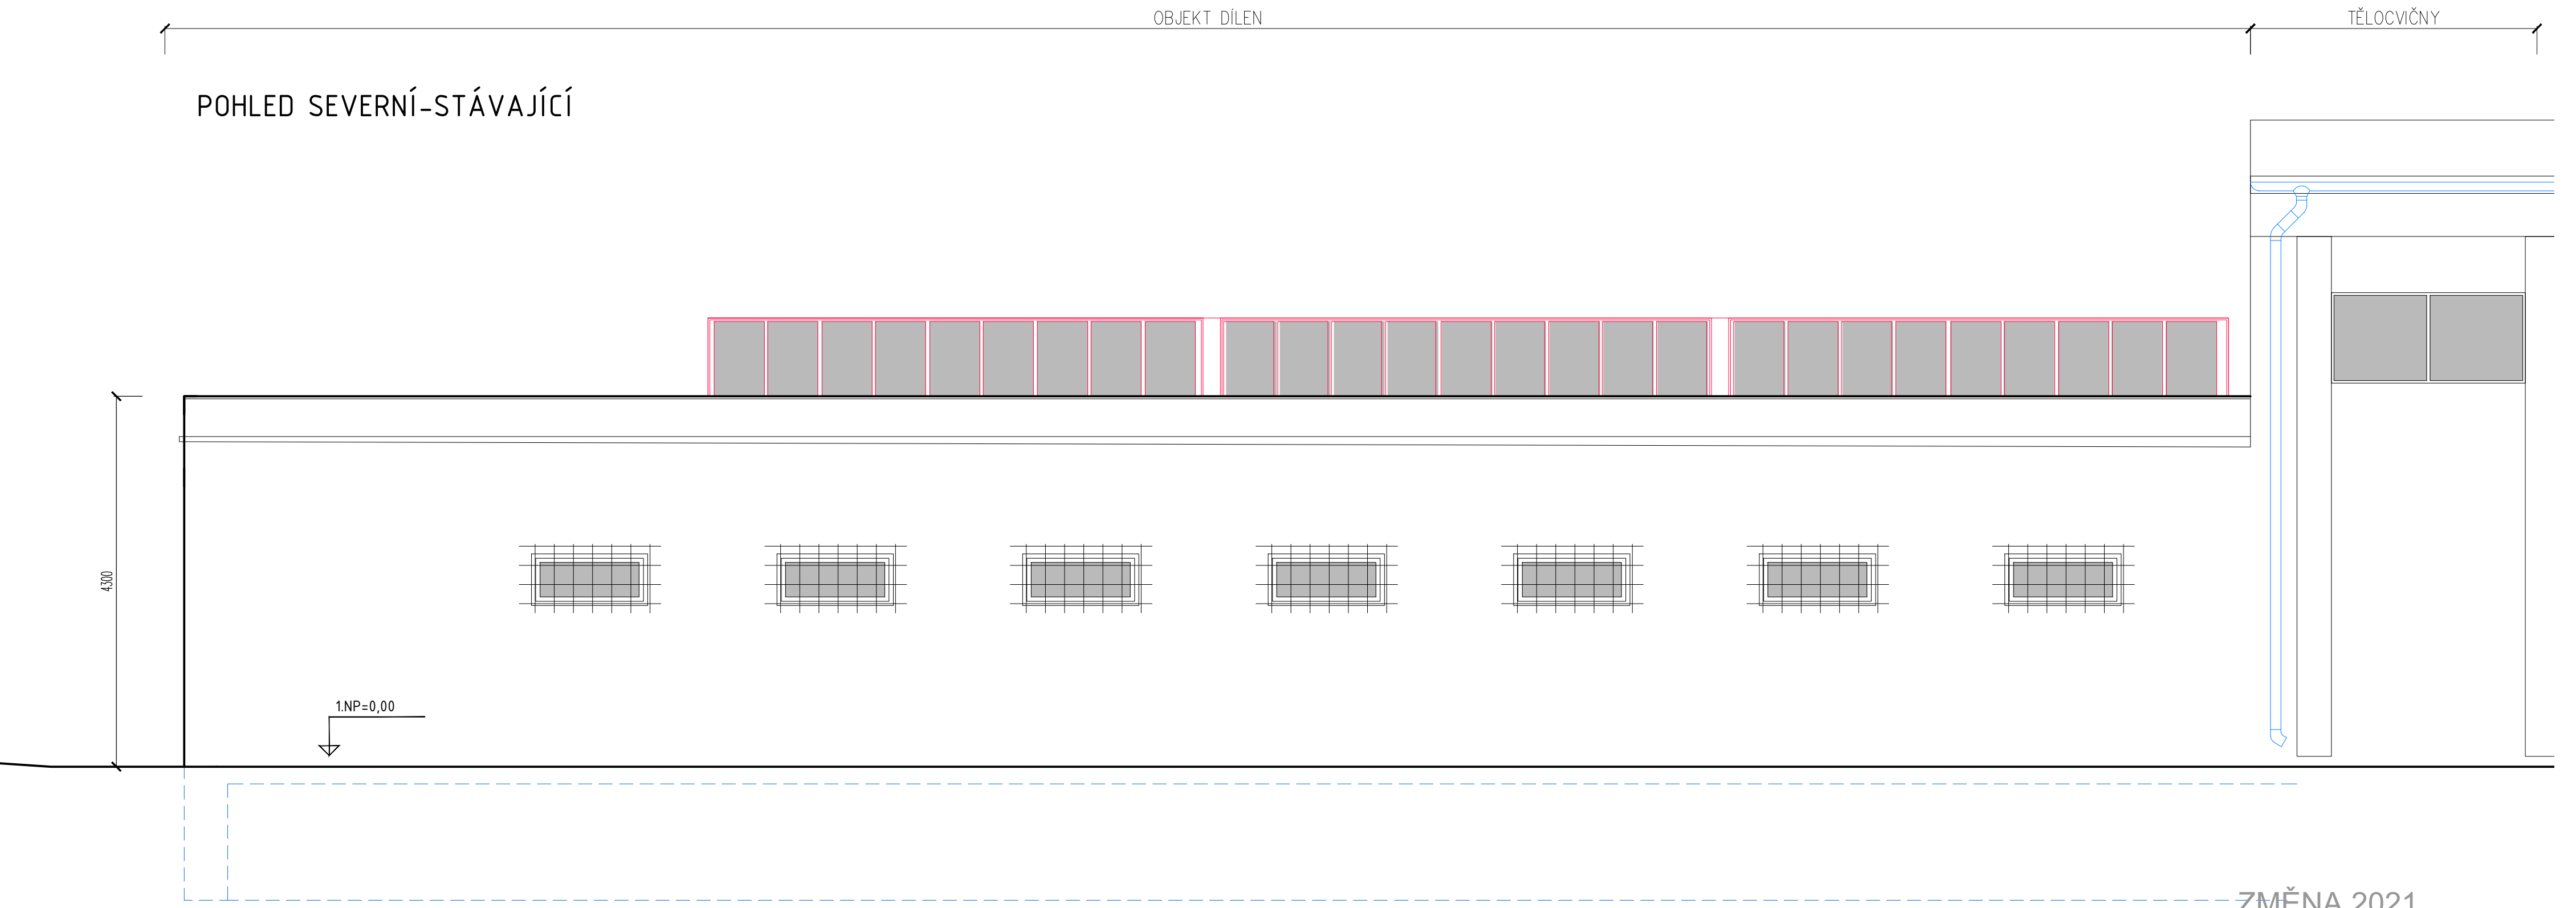 OBJEKT DÍLEN
TĚLOCVIČNY
POHLED SEVERNÍ-STÁVAJÍCÍ
4300
1.NP=0,00
ZMĚNA 2021